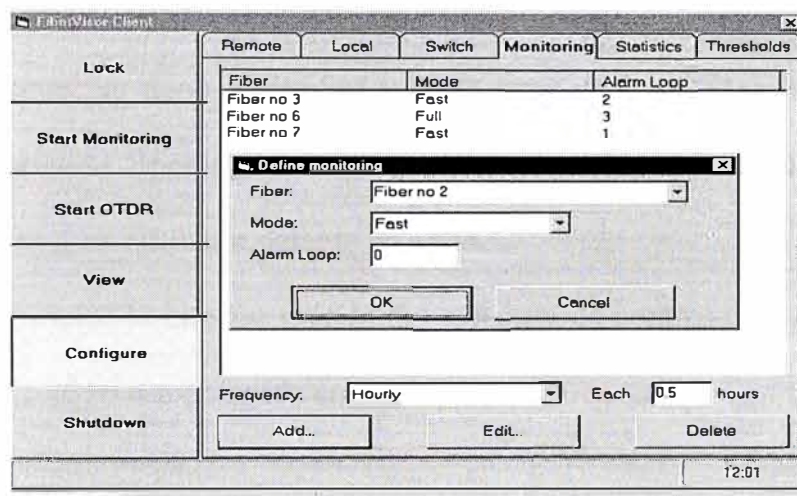 FiberVisor Client
Remote Local Switch Monitoring Statistics Thresholds
Lock
Start Monitoring
Start OTDR
View
Configure
Shutdown
Fiber Mode Alarm Loop
Fiber no 3 Fast 2
Fiber no 6 Full 3
Fiber no 7 Fast 1
Define monitoring
Fiber: Fiber no 2
Mode: Fast
Alarm Loop: 0
OK Cancel
Frequency: Hourly Each 0.5 hours
Add... Edit... Delete
12:01